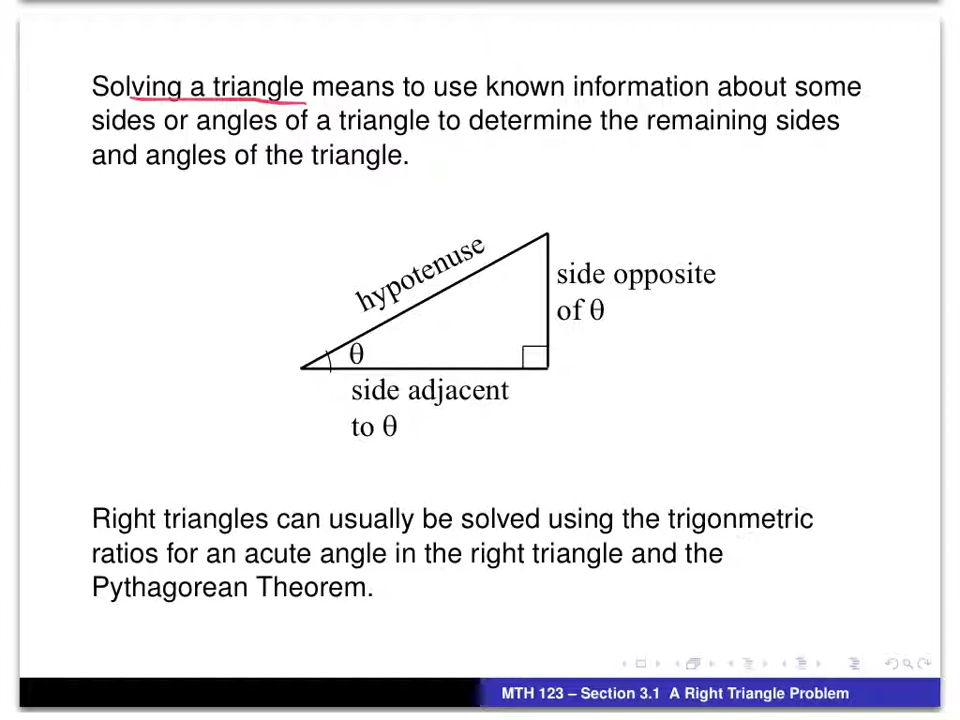 Solving a triangle means to use known information about some
sides or angles of a triangle to determine the remaining sides
and angles of the triangle.
hypotenuse
side opposite
of θ
θ
side adjacent
to θ
Right triangles can usually be solved using the trigonmetric
ratios for an acute angle in the right triangle and the
Pythagorean Theorem.
MTH 123 – Section 3.1 A Right Triangle Problem